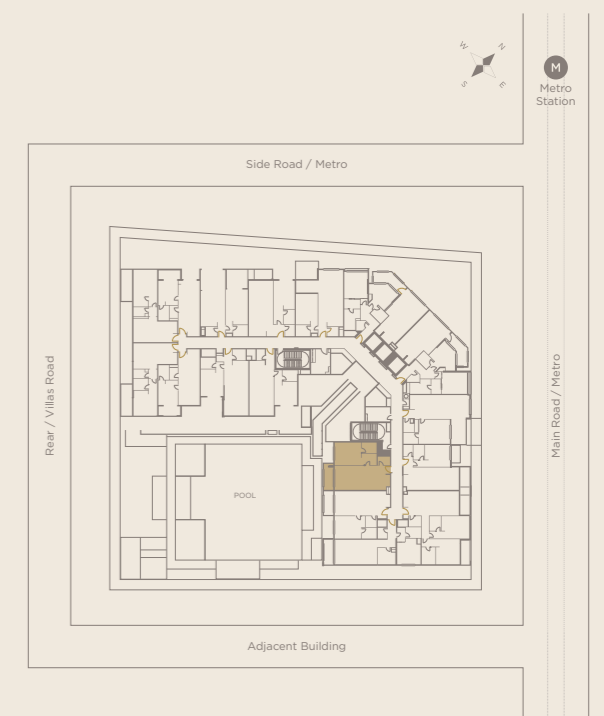 W
N
S
E
M
Metro
Station
Side Road / Metro
Rear / Villas Road
Main Road / Metro
POOL
Adjacent Building